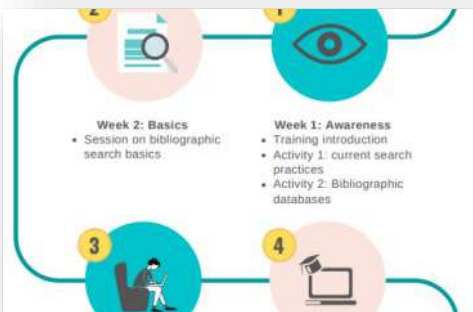 2
1
Week 2: Basics
• Session on bibliographic
search basics
Week 1: Awareness
• Training introduction
• Activity 1: current search
practices
• Activity 2: Bibliographic
databases
3
4